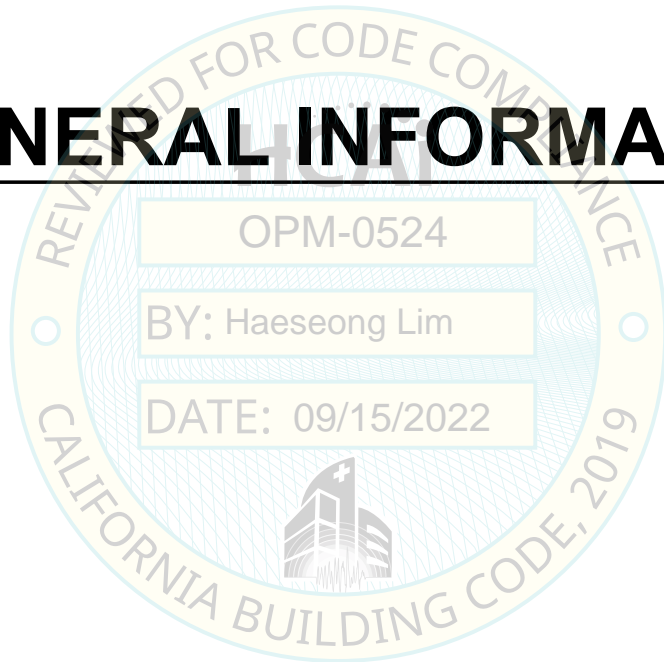 REVIEWED FOR CODE COMPLIANCE
NERAL INFORMA
HCAi
OPM-0524
BY: Haeseong Lim
DATE: 09/15/2022
CALIFORNIA BUILDING CODE, 2019